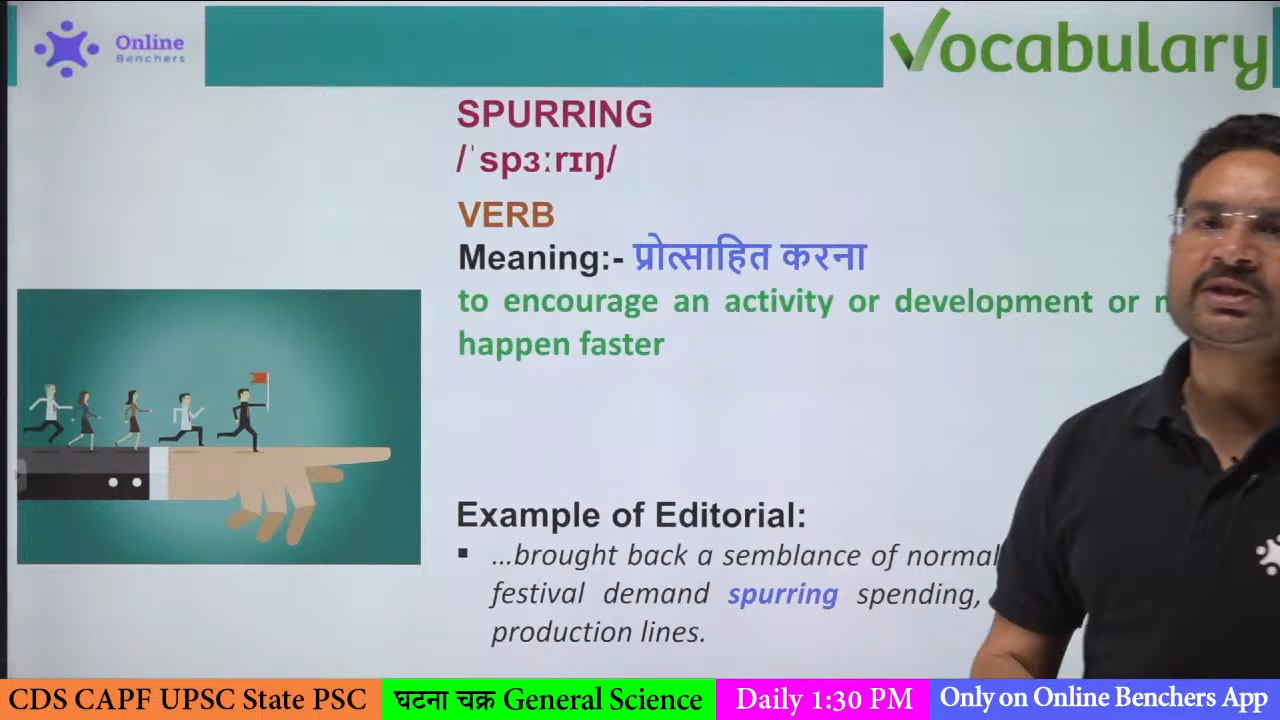 Online
Benchers
Vocabulary
SPURRING
/ˈspɜːrɪŋ/
VERB
Meaning:- प्रोत्साहित करना
to encourage an activity or development or
happen faster
Example of Editorial:
▪ …brought back a semblance of
festival demand spurring spending,
production lines.
CDS CAPF UPSC State PSC
घटना चक्र General Science
Daily 1:30 PM
Only on Online Benchers App